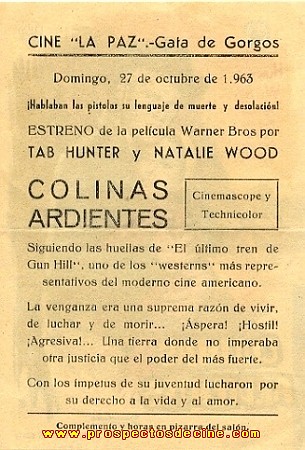 CINE "LA PAZ".-Gata de Gorgos
Domingo, 27 de octubre de 1.963
¡Hablaban las pistolas su lenguaje de muerte y desolación!
ESTRENO de la película Warner Bros por
TAB HUNTER y NATALIE WOOD
COLINAS
ARDIENTES
Cinemascope y
Technicolor
Siguiendo las huellas de "El último tren de
Gun Hill", uno de los "westerns" más repre-
sentativos del moderno cine americano.
La venganza era una suprema razón de vivir,
de luchar y de morir... ¡Áspera! ¡Hostil!
¡Agresiva!... Una tierra donde no imperaba
otra justicia que el poder del más fuerte.
Con los ímpetus de su juventud lucharon por
su derecho a la vida y al amor.
Complemento y horas en pizarra del salón.
www.prospectosdecine.com